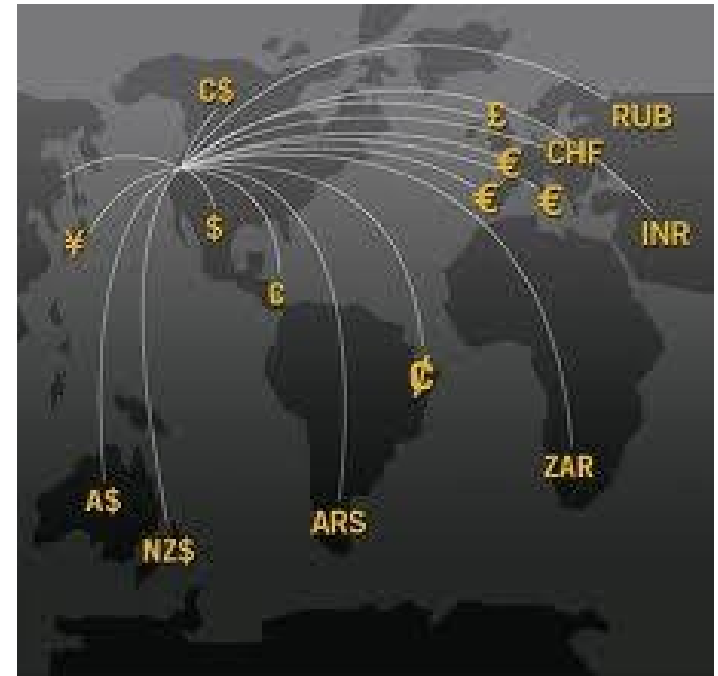 C$
£
RUB
CHF
€
€
€
$
INR
¥
₵
₵
ZAR
A$
ARS
NZ$